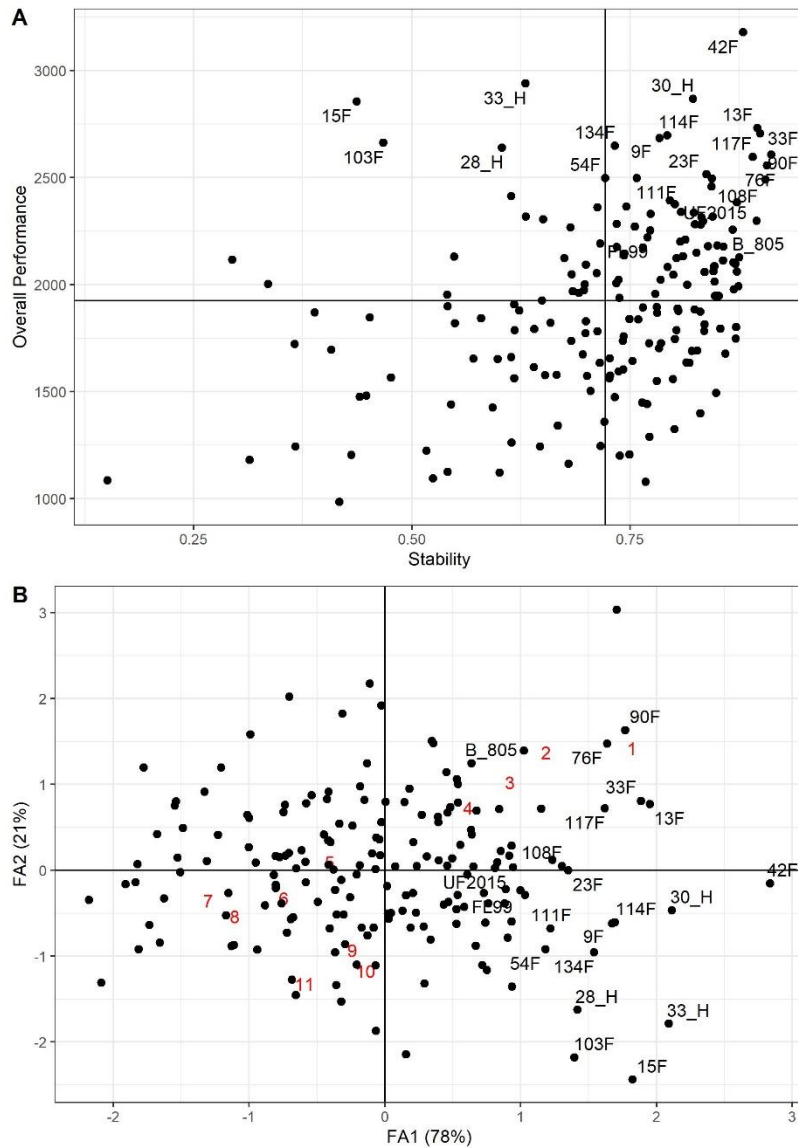 A
42F
3000
30_H
33_H
15F
13F
114F
134F
33F
117F
103F
9F
28_H
90F
23F
2500
54F
76F
111F
108F
UF2015
B_805
2000
1500
1000
0.25
0.50
0.75
Overall Performance
Stability
B
3
90F
2
B_805
2
1
76F
3
33F
1
4
13F
117F
108F
5
0
42F
UF2015
23F
6
7
30_H
FL99
8
114F
111F
9F
9
-1
54F
134F
10
11
28_H
33_H
103F
-2
15F
-2
-1
0
1
2
3
FA2 (21%)
FA1 (78%)